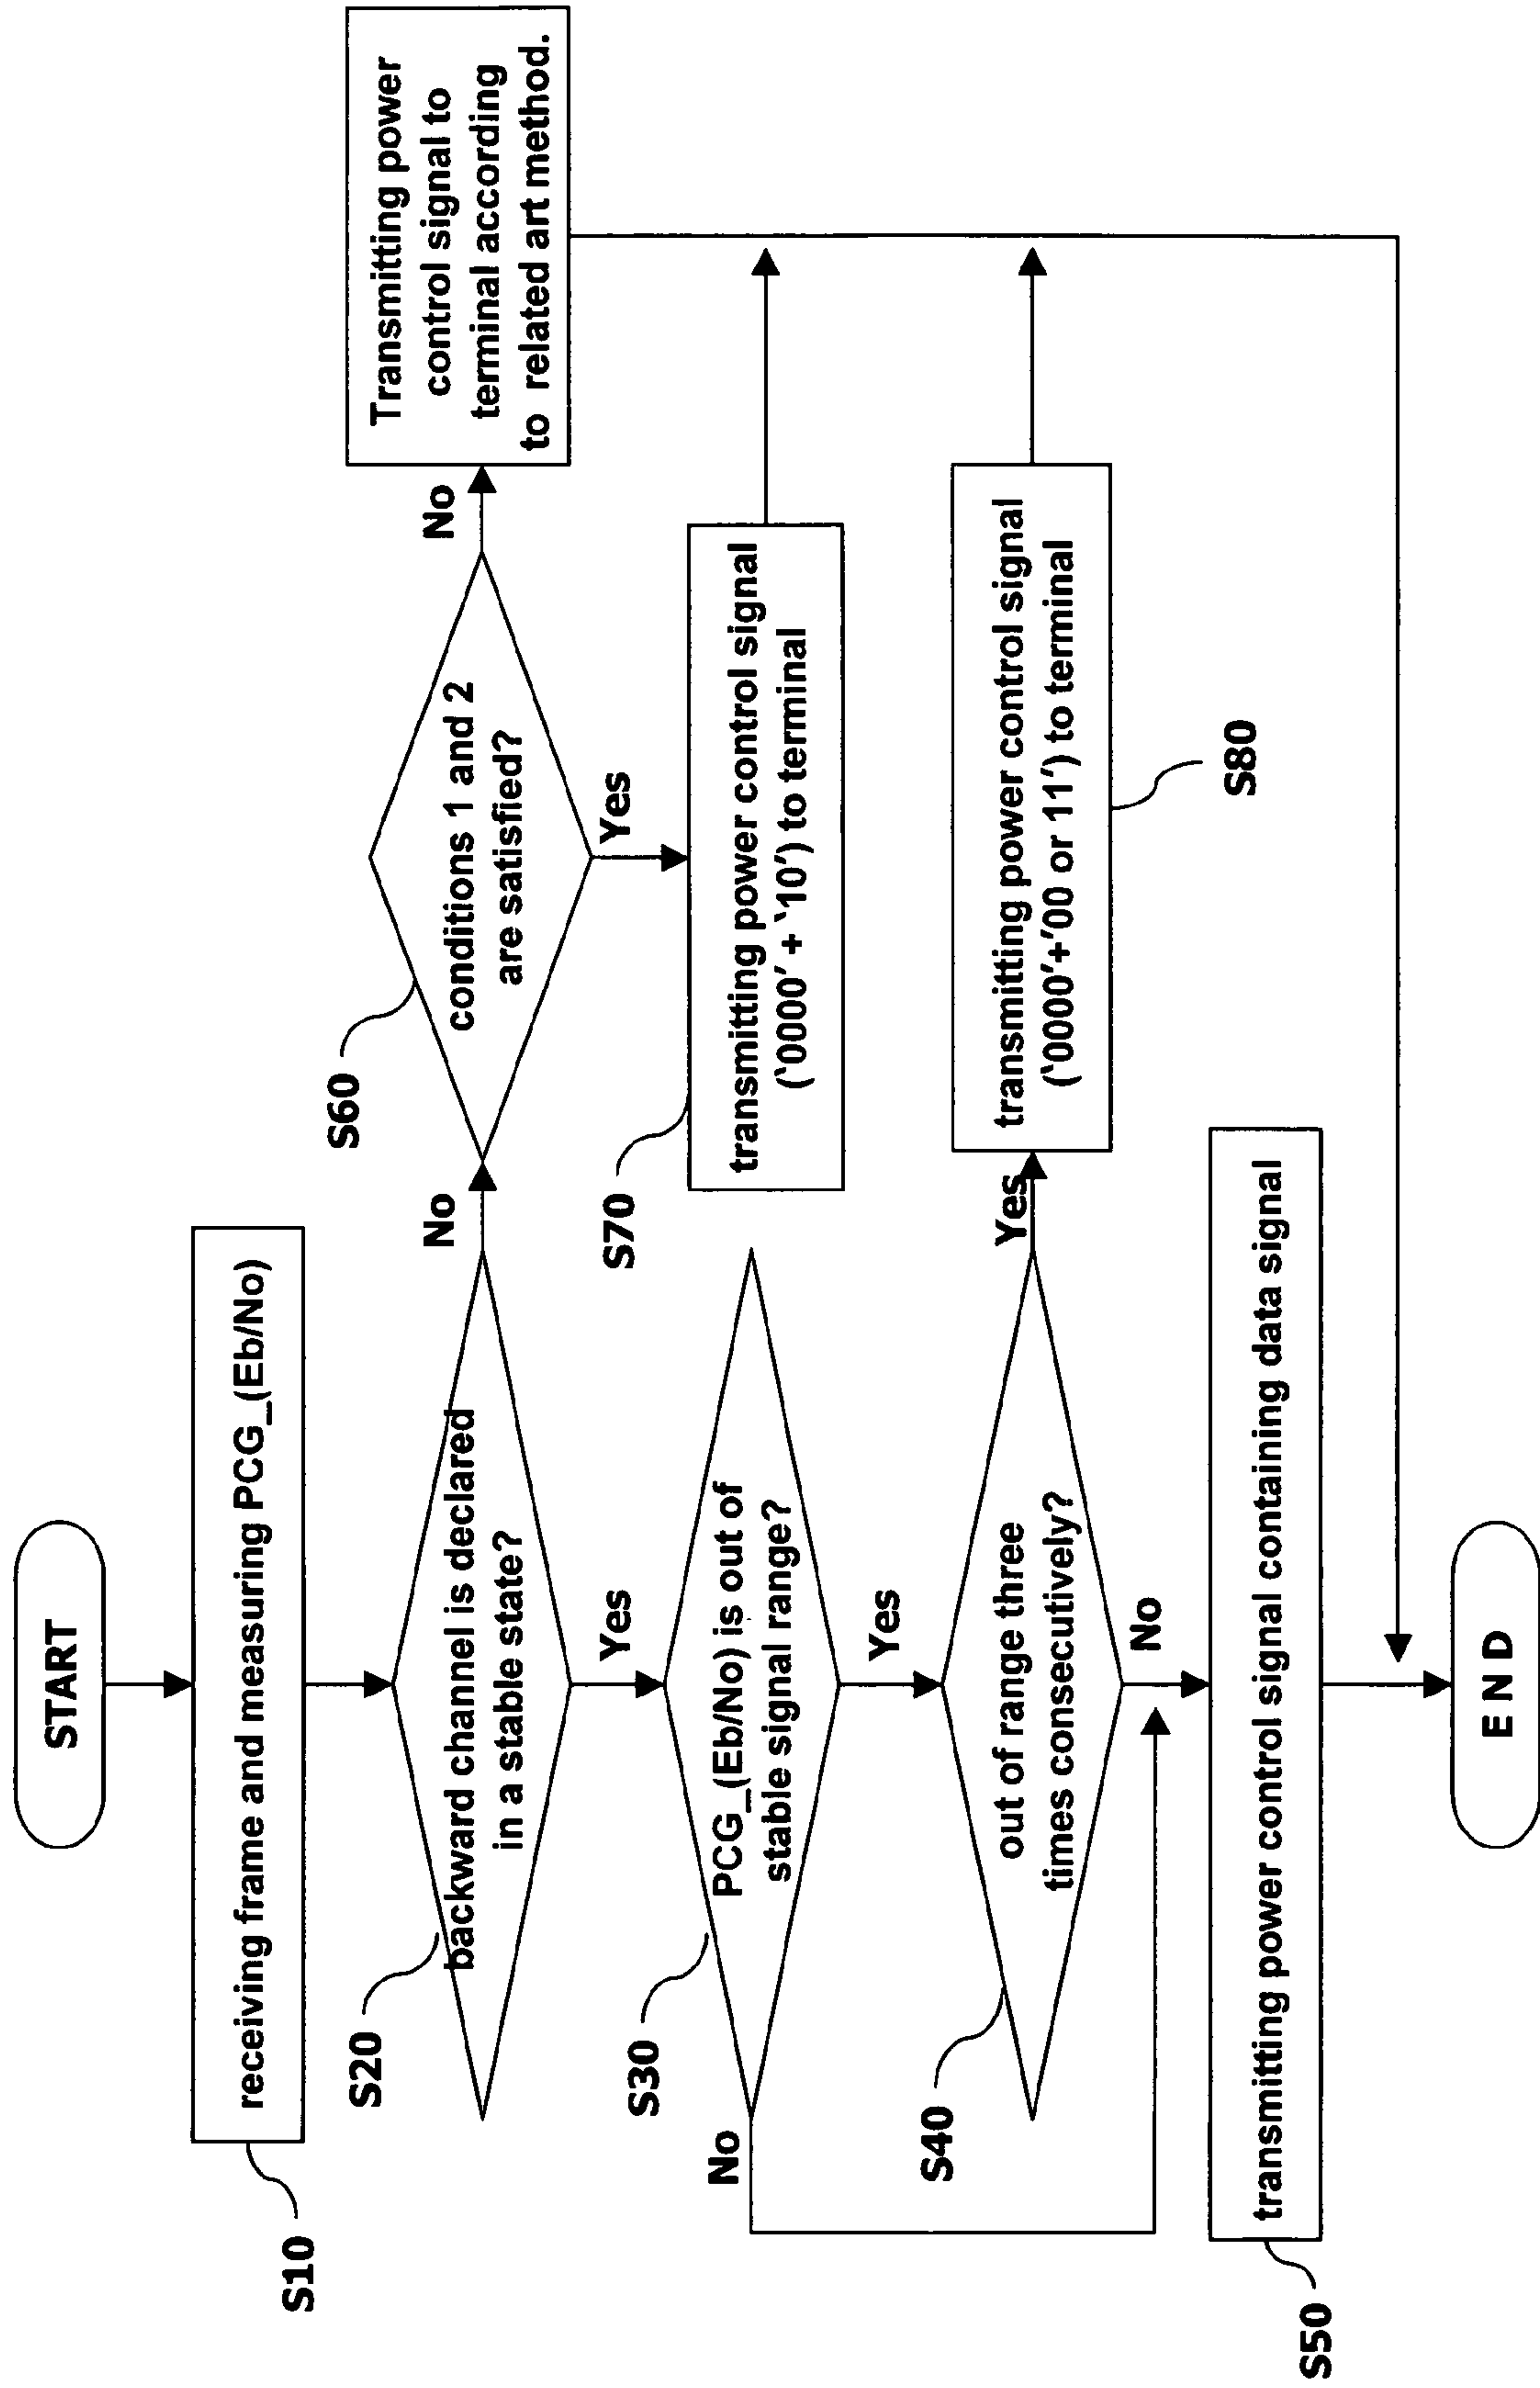 START
S10
receiving frame and measuring PCG_(Eb/No)
S20
backward channel is declared
in a stable state?
No
S60
conditions 1 and 2
are satisfied?
No
Transmitting power
control signal to
terminal according
to related art method.
Yes
Yes
S30
PCG_(Eb/No) is out of
stable signal range?
No
S70
transmitting power control signal
(‘0000’ + ‘10’) to terminal
Yes
S40
out of range three
times consecutively?
Yes
transmitting power control signal
(‘0000’+’00 or 11’) to terminal
S80
No
S50
transmitting power control signal containing data signal
END